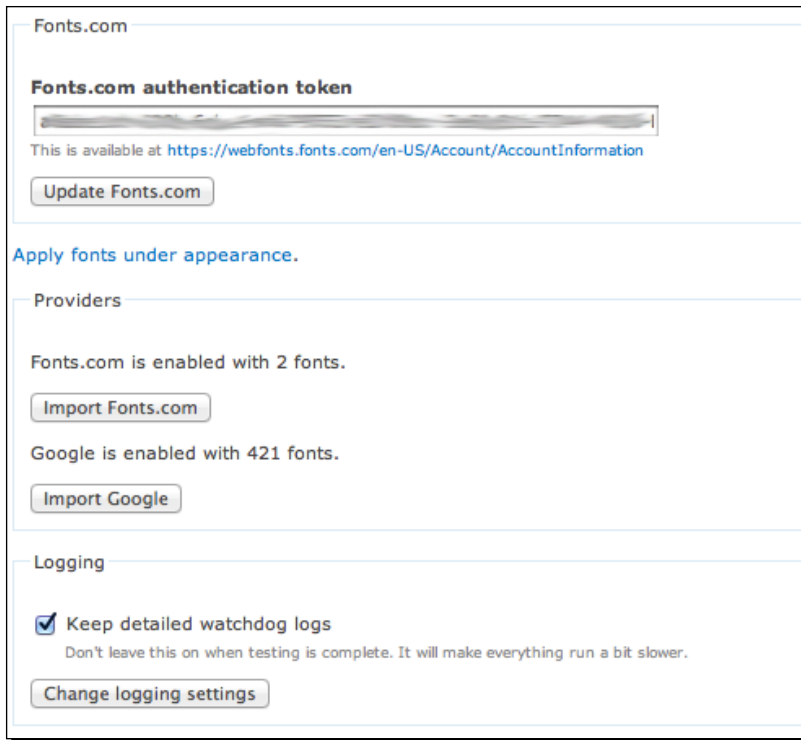 Fonts.com
Fonts.com authentication token
This is available at https://webfonts.fonts.com/en-US/Account/AccountInformation
Update Fonts.com
Apply fonts under appearance.
Providers
Fonts.com is enabled with 2 fonts.
Import Fonts.com
Google is enabled with 421 fonts.
Import Google
Logging
Keep detailed watchdog logs
Don't leave this on when testing is complete. It will make everything run a bit slower.
Change logging settings